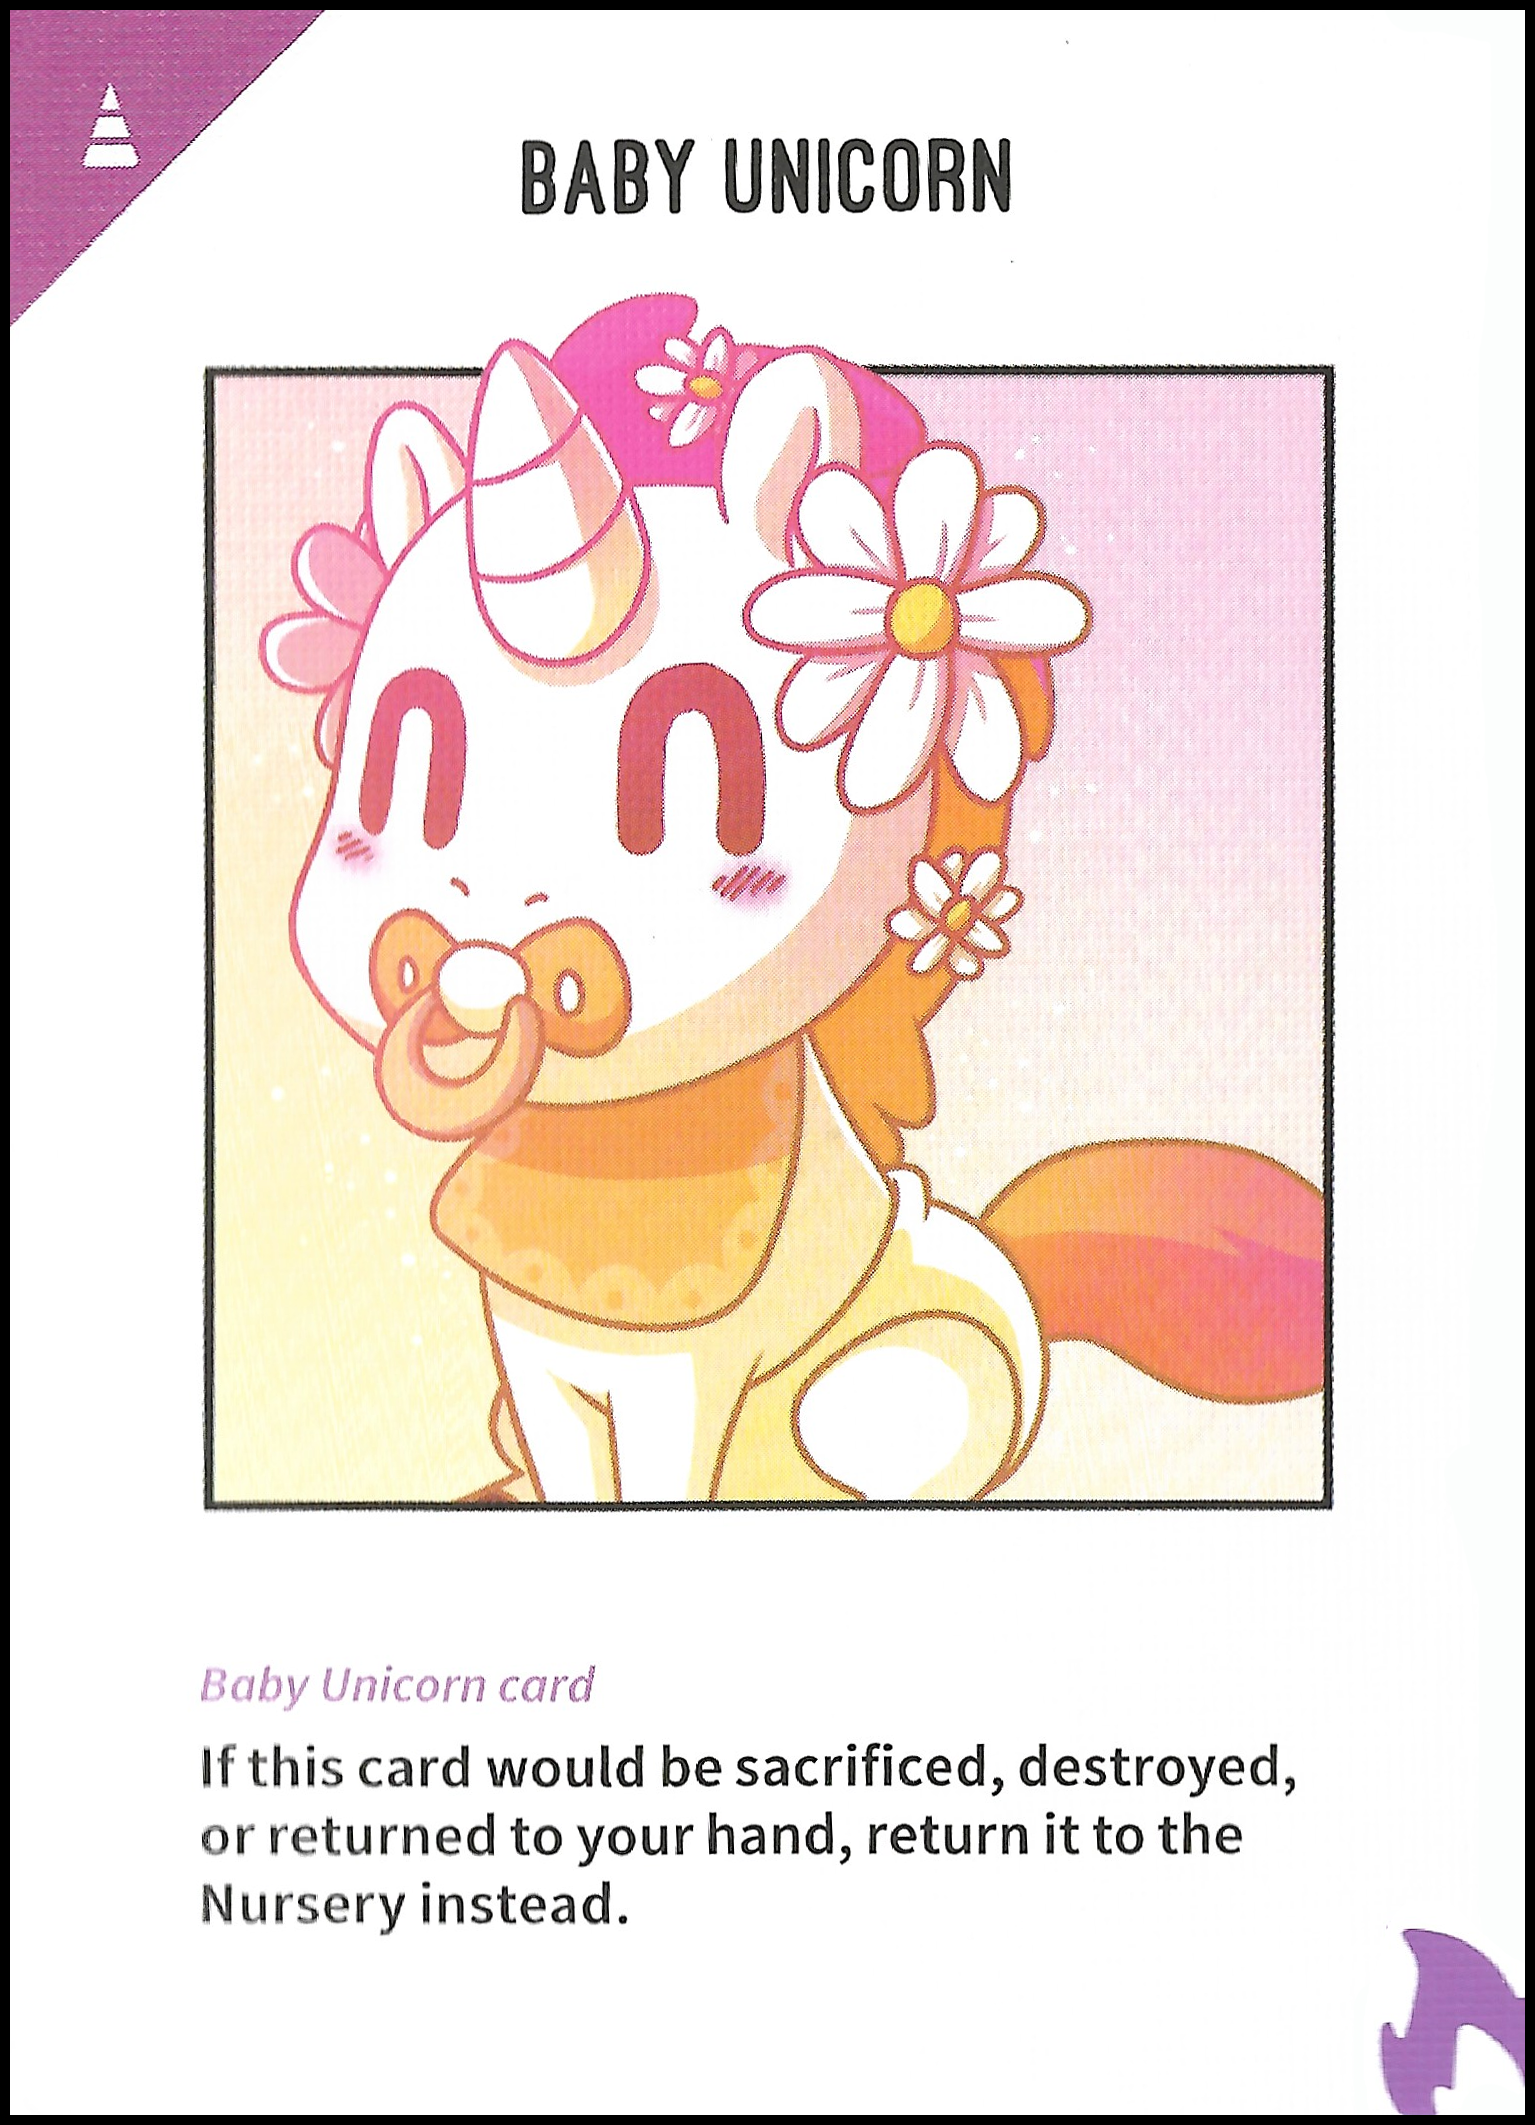 BABY UNICORN
Baby Unicorn card
If this card would be sacrificed, destroyed,
or returned to your hand, return it to the
Nursery instead.